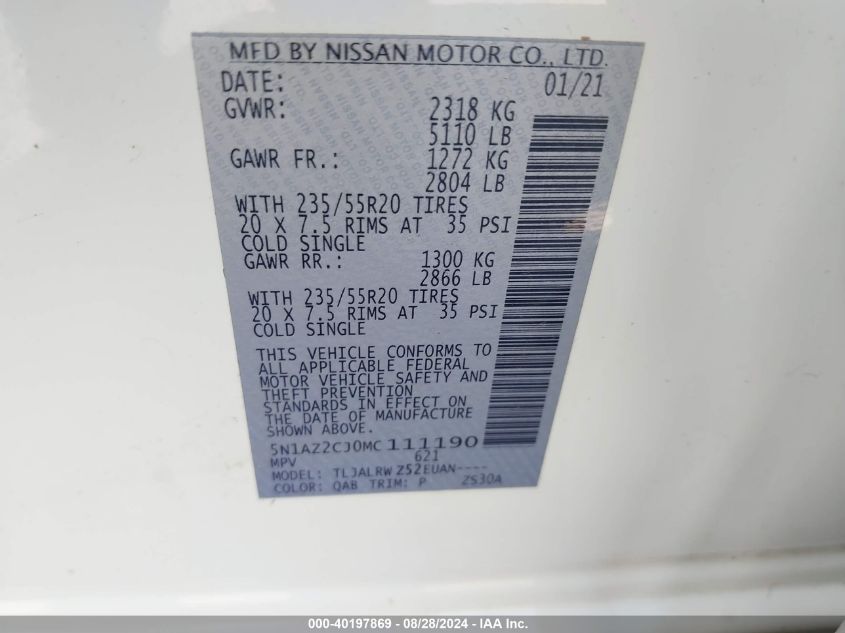 MFD BY NISSAN MOTOR CO., LTD.
DATE: 01/21
GVWR: 2318 KG
5110 LB
GAWR FR.: 1272 KG
2804 LB
WITH 235/55R20 TIRES
20 X 7.5 RIMS AT 35 PSI
COLD SINGLE
GAWR RR.: 1300 KG
2866 LB
WITH 235/55R20 TIRES
20 X 7.5 RIMS AT 35 PSI
COLD SINGLE
THIS VEHICLE CONFORMS TO
ALL APPLICABLE FEDERAL
MOTOR VEHICLE SAFETY AND
THEFT PREVENTION
STANDARDS IN EFFECT ON
THE DATE OF MANUFACTURE
SHOWN ABOVE.
5N1AZ2CJ0MC111190
MPV 621
MODEL: TLJALRW Z52EUAN----
COLOR: QAB TRIM: P ZS30A
000-40197869 - 08/28/2024 - IAA Inc.